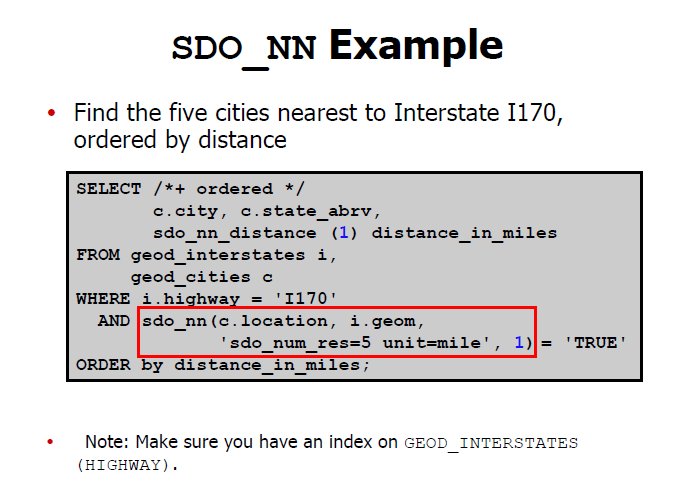 SDO_NN Example
• Find the five cities nearest to Interstate I170,
ordered by distance
SELECT /*+ ordered */
c.city, c.state_abrv,
sdo_nn_distance (1) distance_in_miles
FROM geod_interstates i,
geod_cities c
WHERE i.highway = 'I170'
AND sdo_nn(c.location, i.geom,
'sdo_num_res=5 unit=mile', 1) = 'TRUE'
ORDER by distance_in_miles;
• Note: Make sure you have an index on GEOD_INTERSTATES
(HIGHWAY).